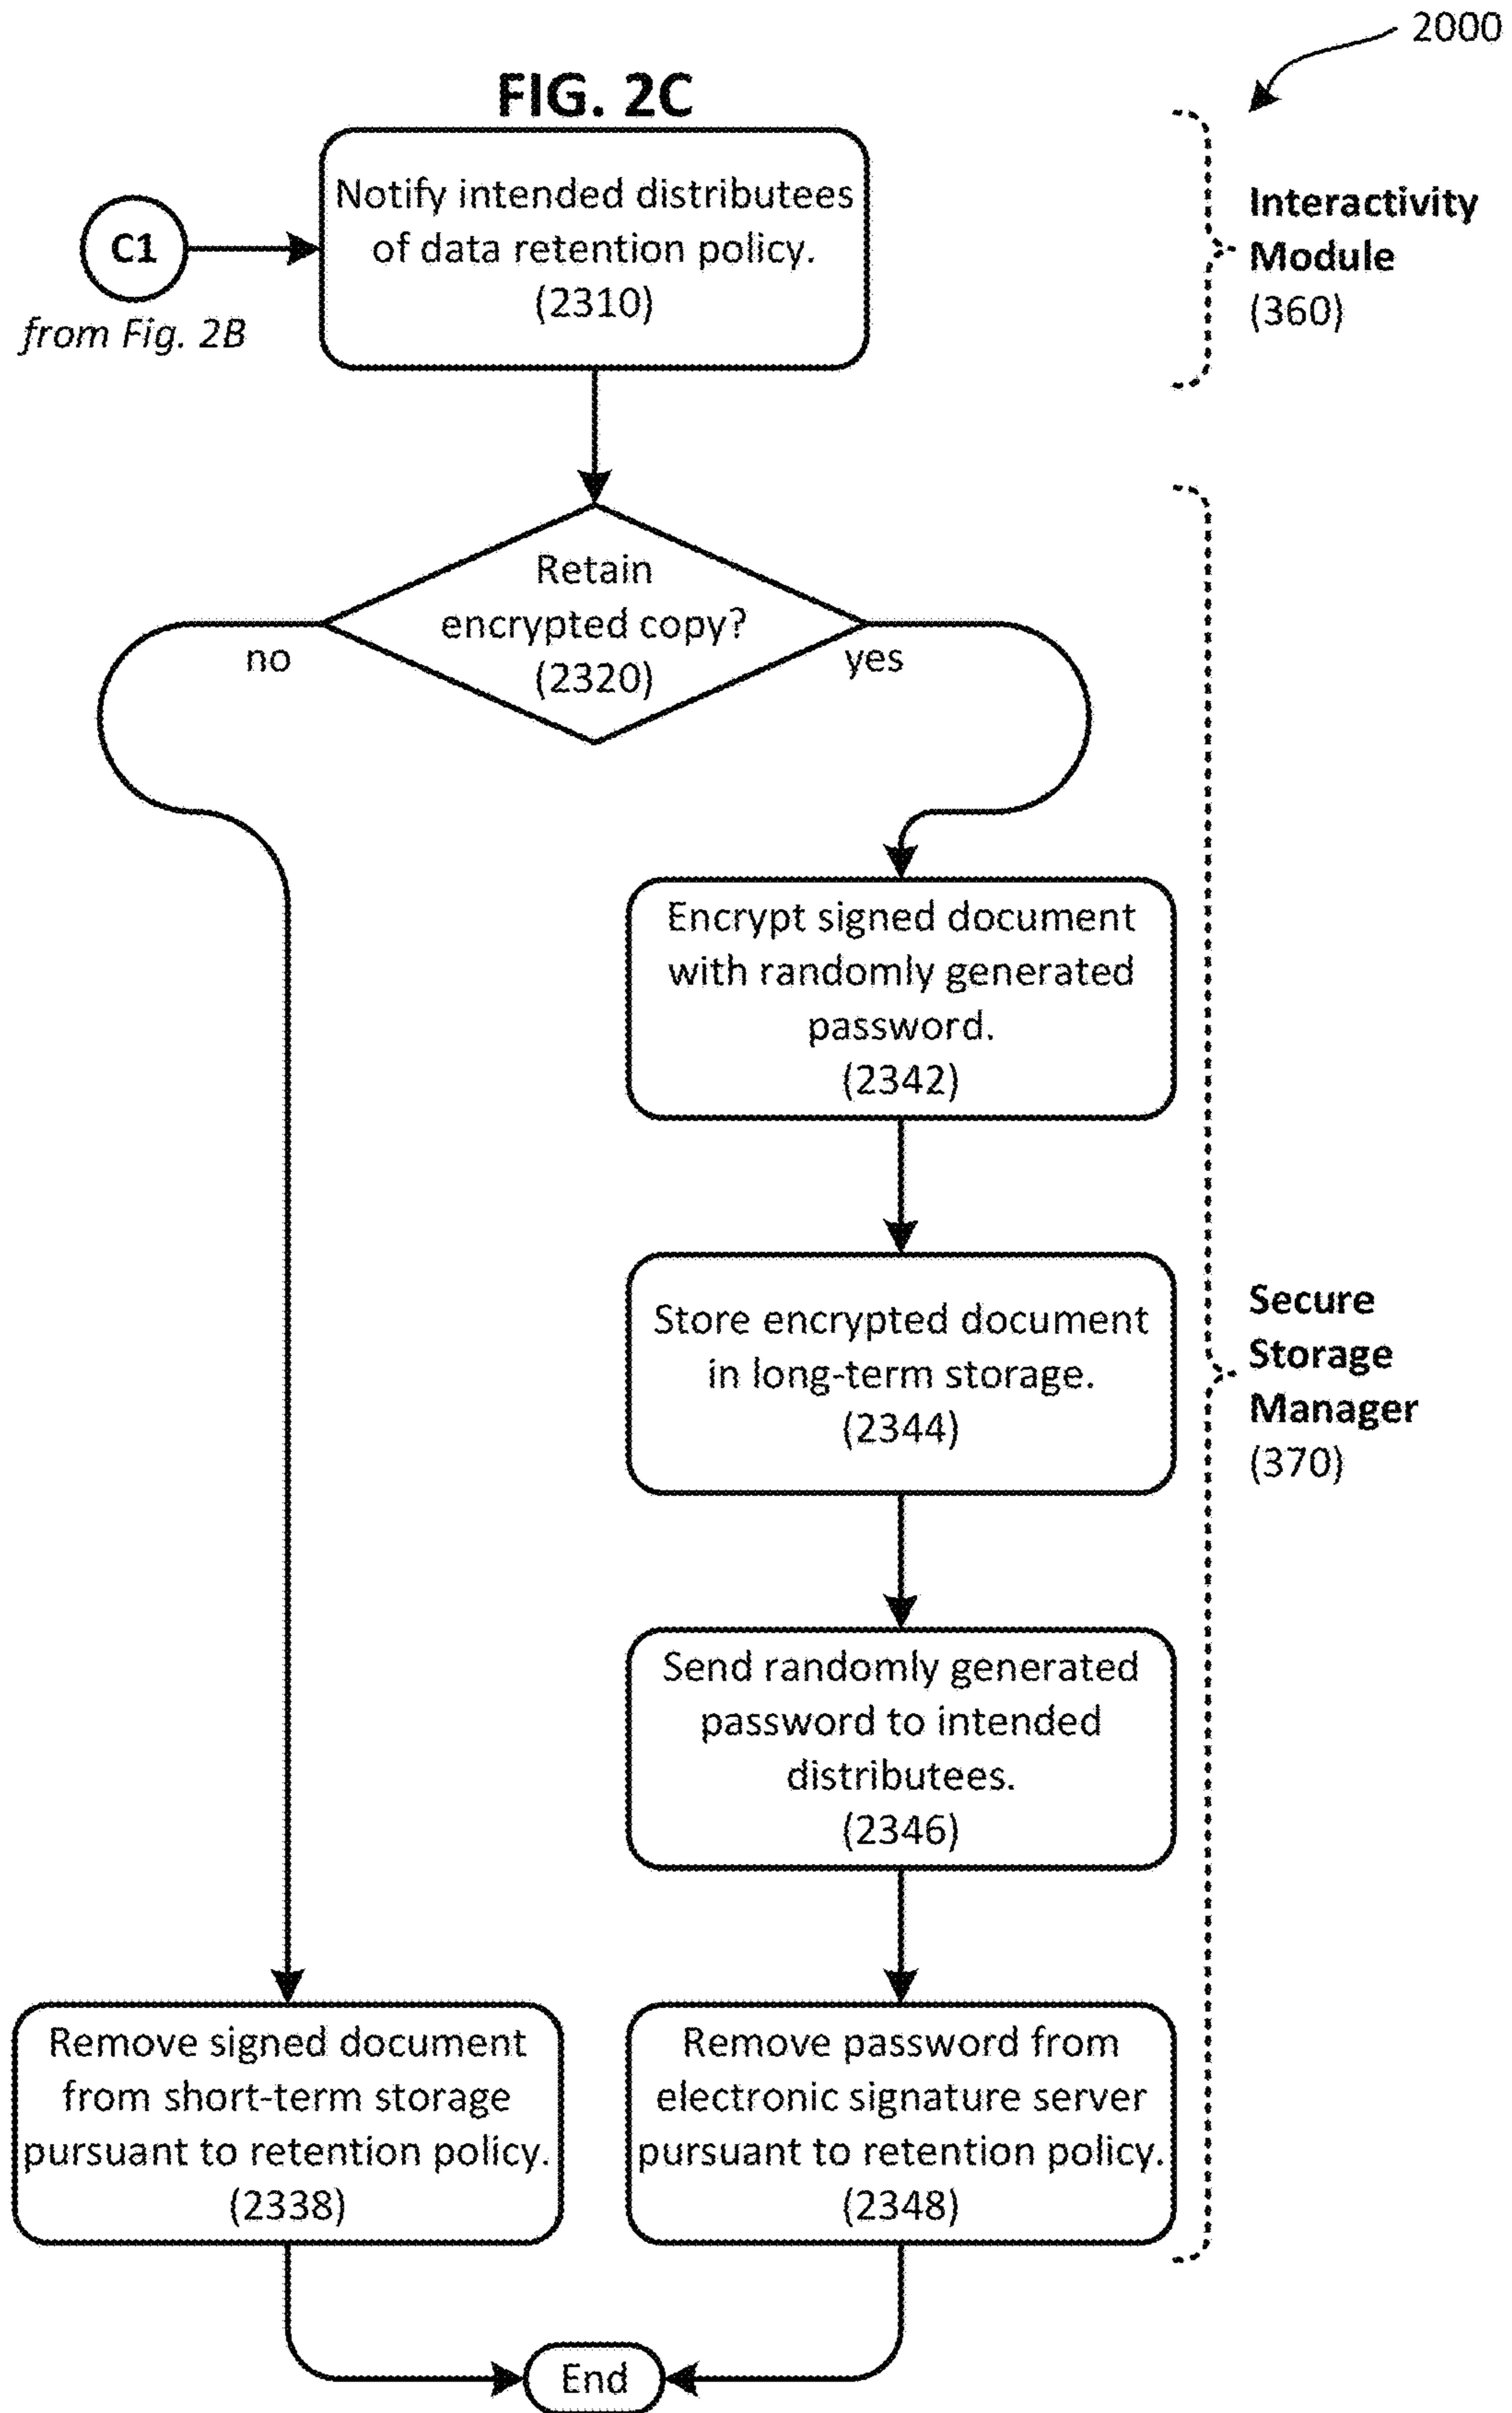 2000
FIG. 2C
C1
from Fig. 2B
Notify intended distributees
of data retention policy.
(2310)
Interactivity
Module
(360)
Retain
encrypted copy?
(2320)
no
yes
Encrypt signed document
with randomly generated
password.
(2342)
Store encrypted document
in long-term storage.
(2344)
Secure
Storage
Manager
(370)
Send randomly generated
password to intended
distributees.
(2346)
Remove signed document
from short-term storage
pursuant to retention policy.
(2338)
Remove password from
electronic signature server
pursuant to retention policy.
(2348)
End